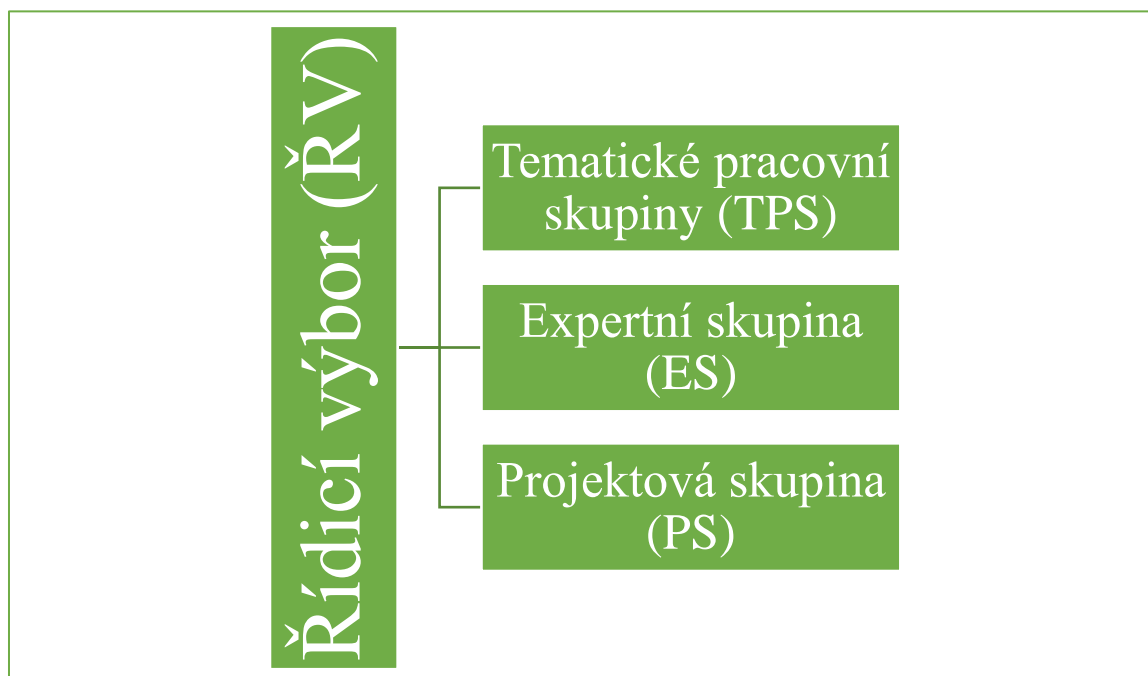 Řídicí výbor (ŘV)
Tematické pracovní
skupiny (TPS)
Expertní skupina
(ES)
Projektová skupina
(PS)